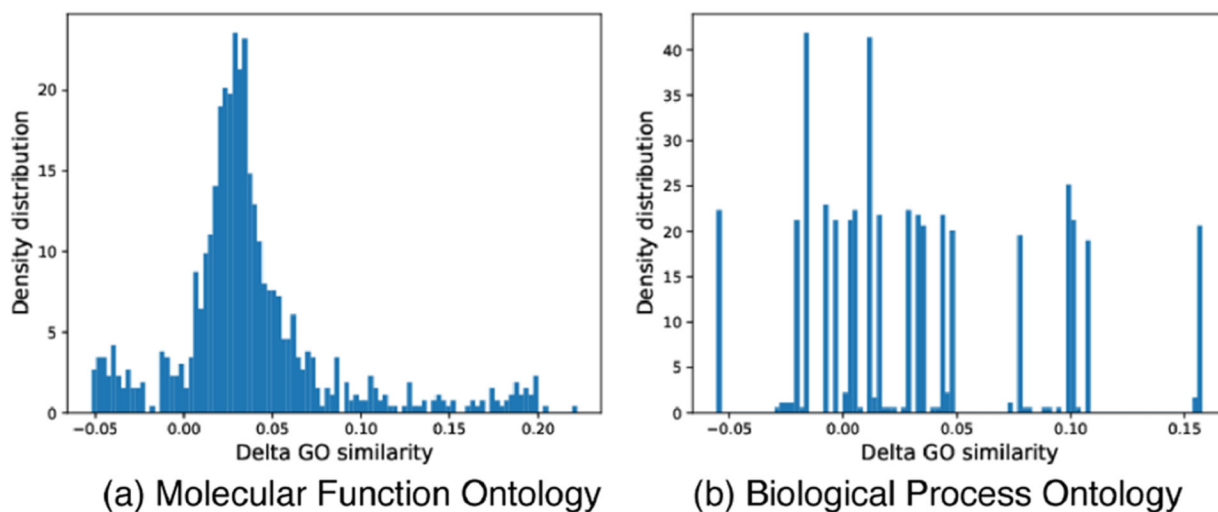 Density distribution
20
15
10
5
0
−0.05 0.00 0.05 0.10 0.15 0.20
Delta GO similarity
(a) Molecular Function Ontology
Density distribution
40
35
30
25
20
15
10
5
0
−0.05 0.00 0.05 0.10 0.15
Delta GO similarity
(b) Biological Process Ontology